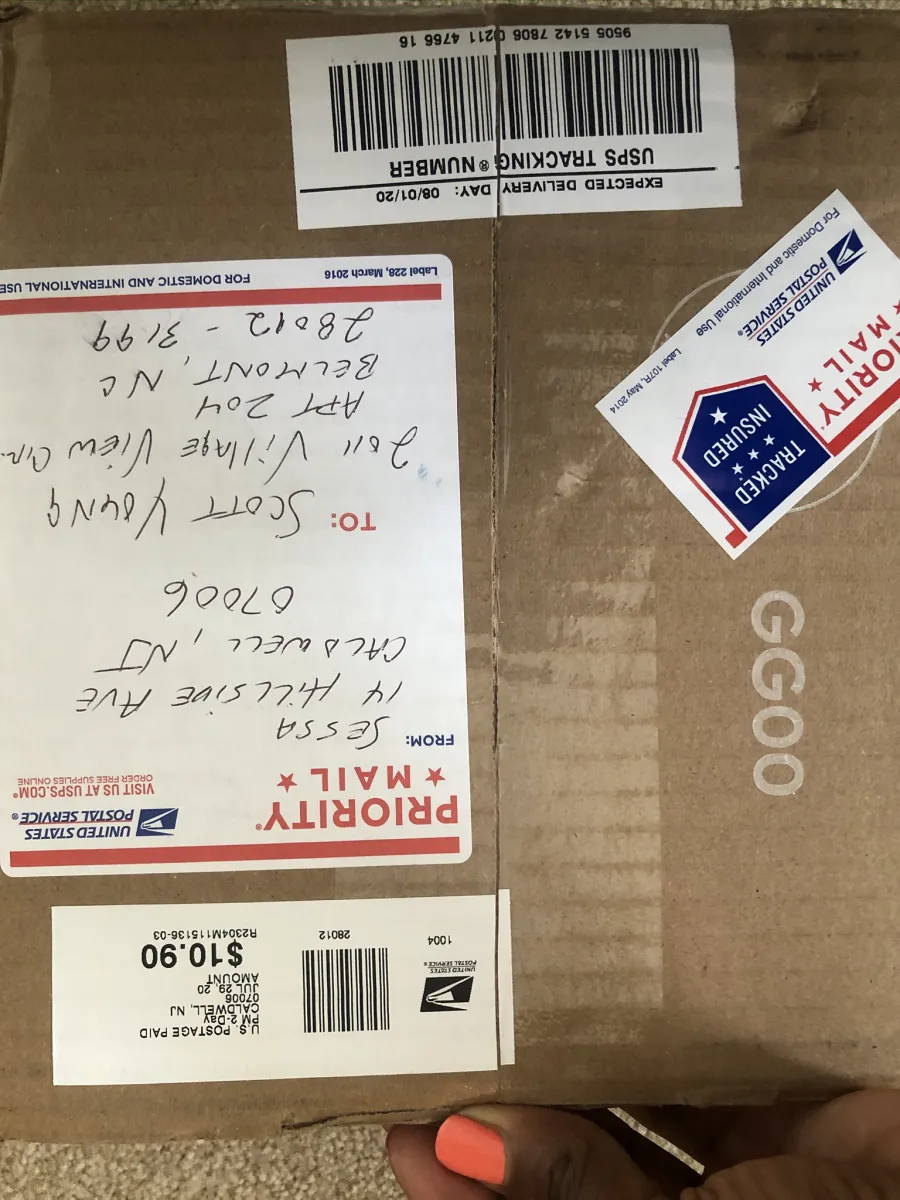 U.S. POSTAGE PAID
PM 2-Day
CALDWELL, NJ
07006
JUL 29, 20
AMOUNT
$10.90
R2304M115136-03
UNITED STATES
POSTAL SERVICE®
1004
28012
UNITED STATES
POSTAL SERVICE®
VISIT US AT USPS.COM®
ORDER FREE SUPPLIES ONLINE
PRIORITY®
★ MAIL ★
FROM: SESSA
14 HILLSIDE AVE
CALDWELL, NJ
07006
TO: SCOTT YOUNG
2011 VILLAGE VIEW CIR.
APT 204
BELMONT, NC
28012 - 3199
Label 228, March 2016
FOR DOMESTIC AND INTERNATIONAL USE
EXPECTED DELIVERY DAY: 08/01/20
USPS TRACKING® NUMBER
9505 5142 7806 0211 4766 16
UNITED STATES
POSTAL SERVICE®
For Domestic and International Use
Label 107R, May 2014
IORITY
★ MAIL ★
TRACKED
★ ★ ★
INSURED
★
GG00